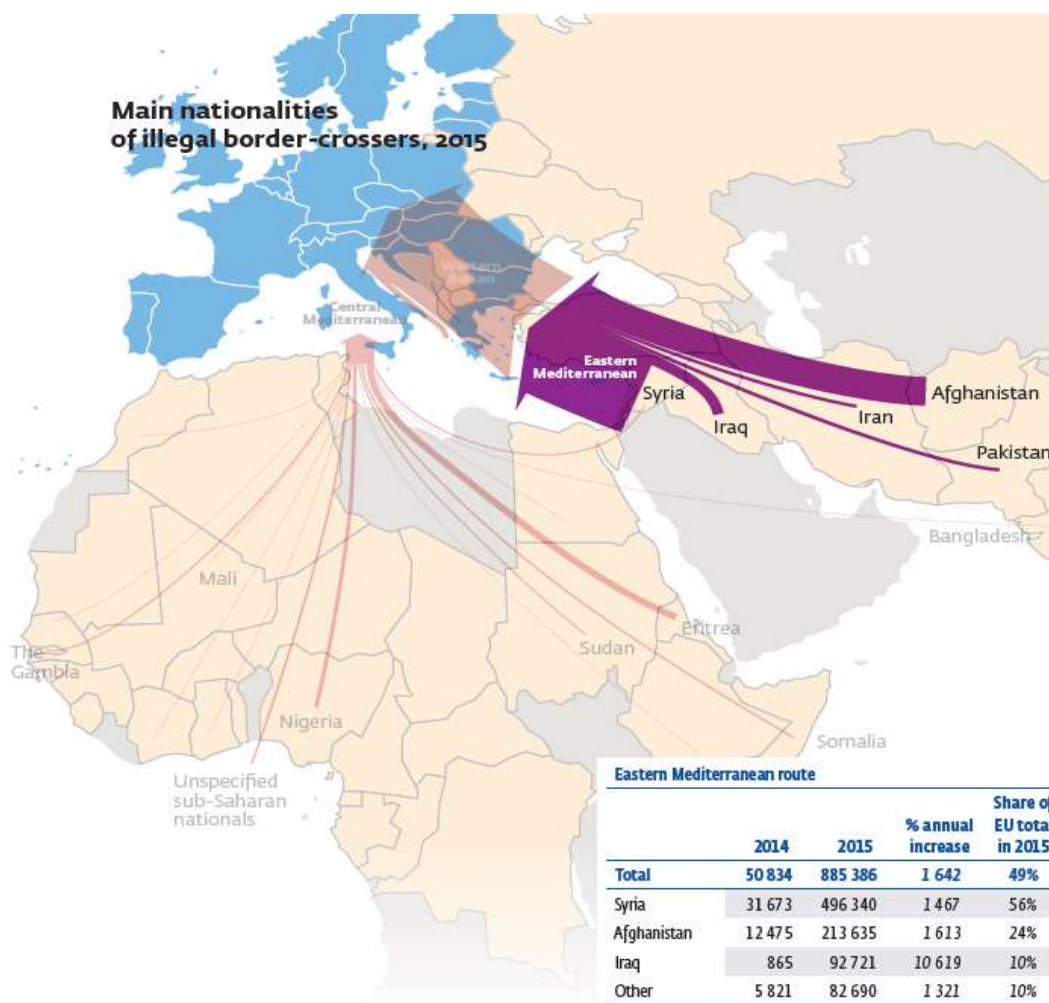 Main nationalities
of illegal border-crossers, 2015
Western
Balkan
Central
Mediterranean
Eastern
Mediterranean
Syria
Iraq
Iran
Afghanistan
Pakistan
Bangladesh
Mali
The
Gambia
Nigeria
Sudan
Eritrea
Somalia
Unspecified
sub-Saharan
nationals
Eastern Mediterranean route
2014 2015 % annual increase Share of EU total in 2015
Total 50 834 885 386 1 642 49%
Syria 31 673 496 340 1 467 56%
Afghanistan 12 475 213 635 1 613 24%
Iraq 865 92 721 10 619 10%
Other 5 821 82 690 1 321 10%